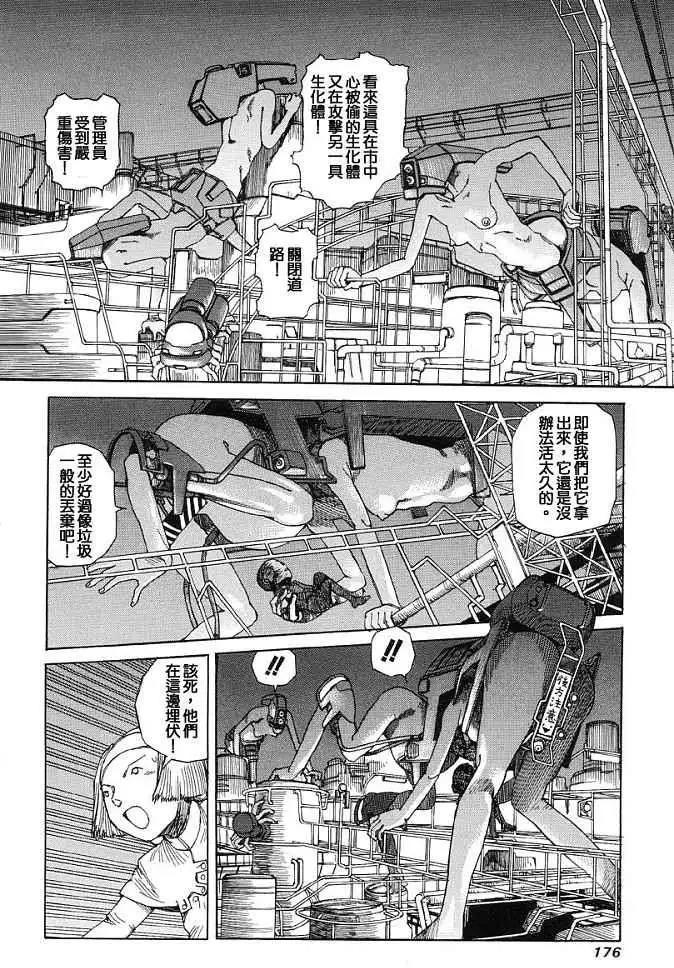 看來這具在市中
心被偷的生化體
又在攻擊另一具
生化體！
管理員
受到嚴
重傷害！
關閉道
路！
即使我們把它拿
出來，它還是沒
辦法活太久的。
至少好過像垃圾
一般的丟棄吧！
後方注意♥
!!
!!
該死，他們
在這邊埋伏！
176